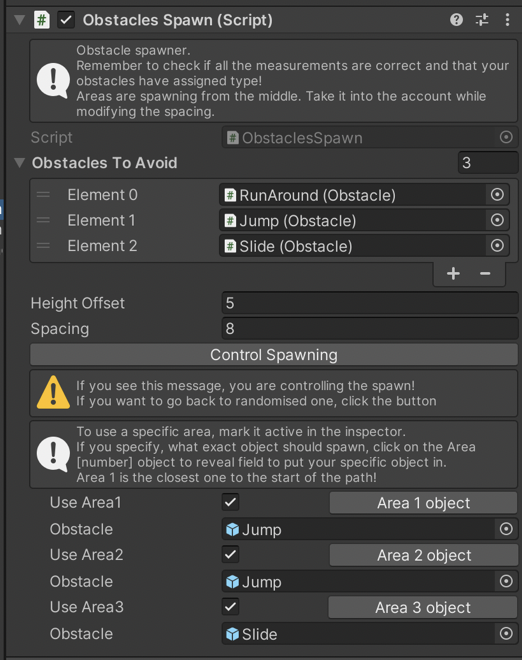 Obstacles Spawn (Script)
Obstacle spawner.
Remember to check if all the measurements are correct and that your
obstacles have assigned type!
Areas are spawning from the middle. Take it into the account while
modifying the spacing.
Script ObstaclesSpawn
Obstacles To Avoid 3
Element 0 RunAround (Obstacle)
Element 1 Jump (Obstacle)
Element 2 Slide (Obstacle)
Height Offset 5
Spacing 8
Control Spawning
If you see this message, you are controlling the spawn!
If you want to go back to randomised one, click the button
To use a specific area, mark it active in the inspector.
If you specify, what exact object should spawn, click on the Area
[number] object to reveal field to put your specific object in.
Area 1 is the closest one to the start of the path!
Use Area1 Area 1 object
Obstacle Jump
Use Area2 Area 2 object
Obstacle Jump
Use Area3 Area 3 object
Obstacle Slide